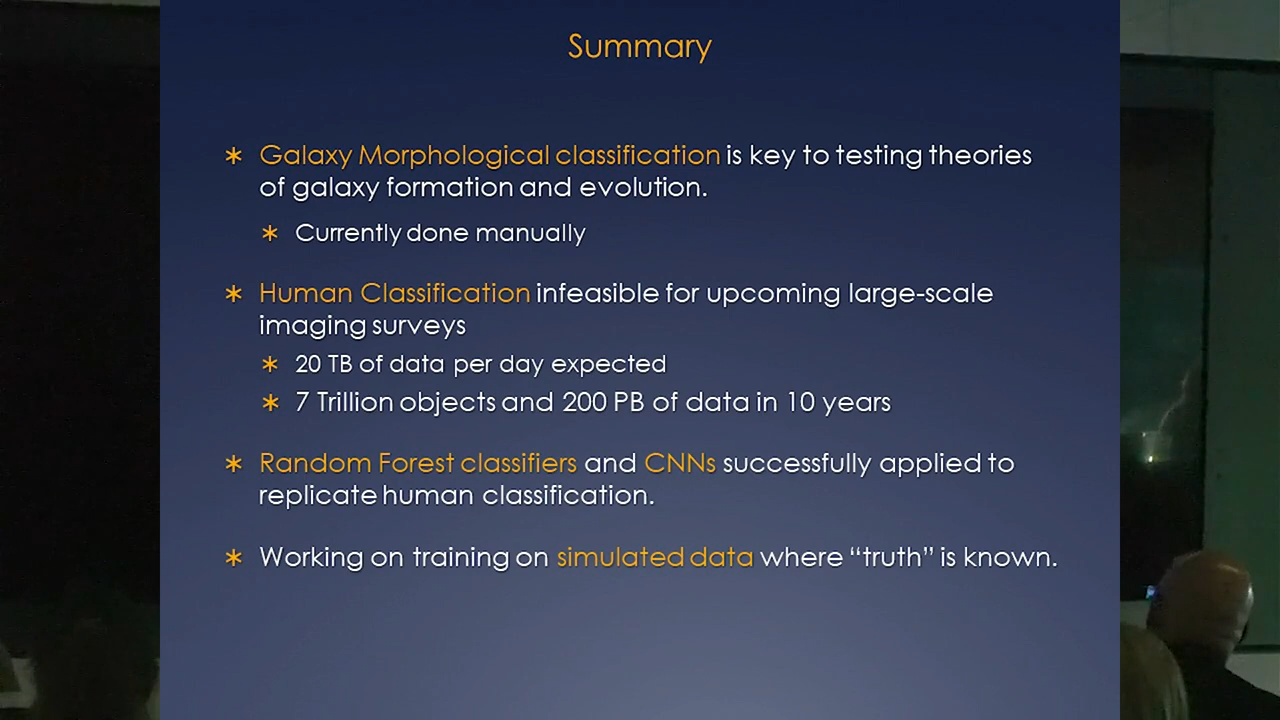 Summary
* Galaxy Morphological classification is key to testing theories
of galaxy formation and evolution.
* Currently done manually
* Human Classification infeasible for upcoming large-scale
imaging surveys
* 20 TB of data per day expected
* 7 Trillion objects and 200 PB of data in 10 years
* Random Forest classifiers and CNNs successfully applied to
replicate human classification.
* Working on training on simulated data where “truth” is known.